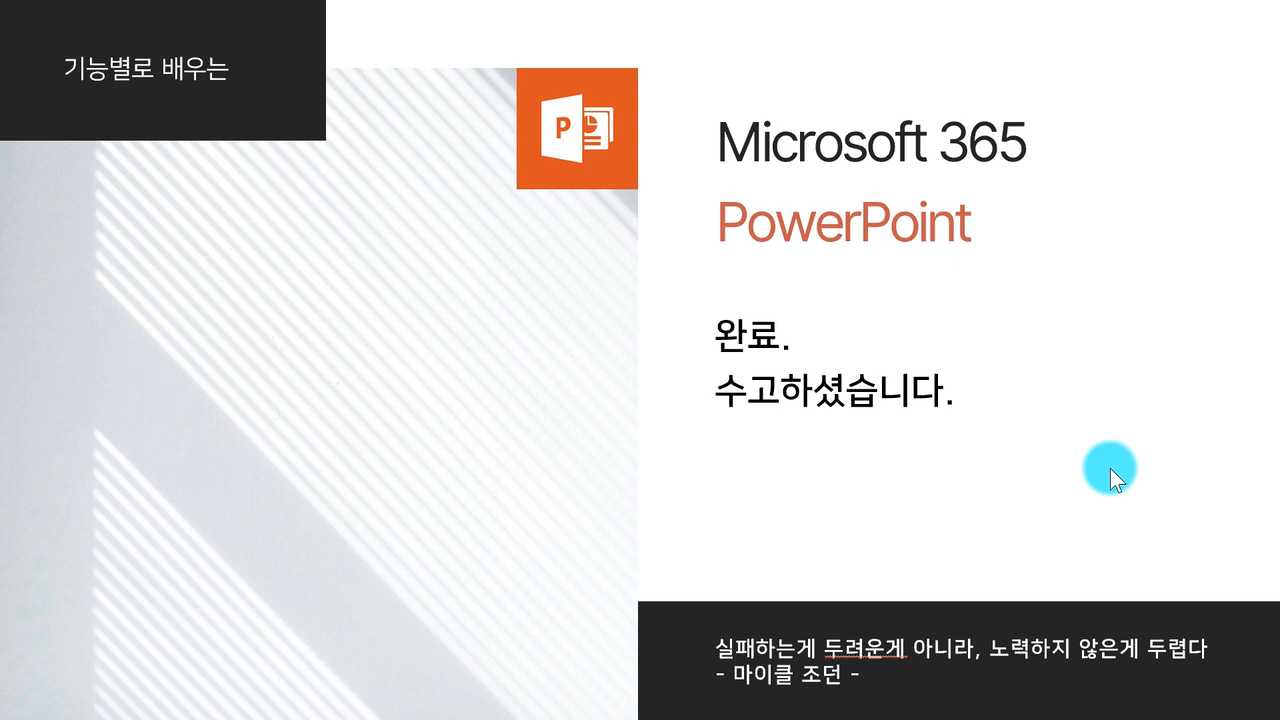 기능별로 배우는
P
Microsoft 365
PowerPoint
완료.
수고하셨습니다.
실패하는게 두려운게 아니라, 노력하지 않은게 두렵다
- 마이클 조던 -